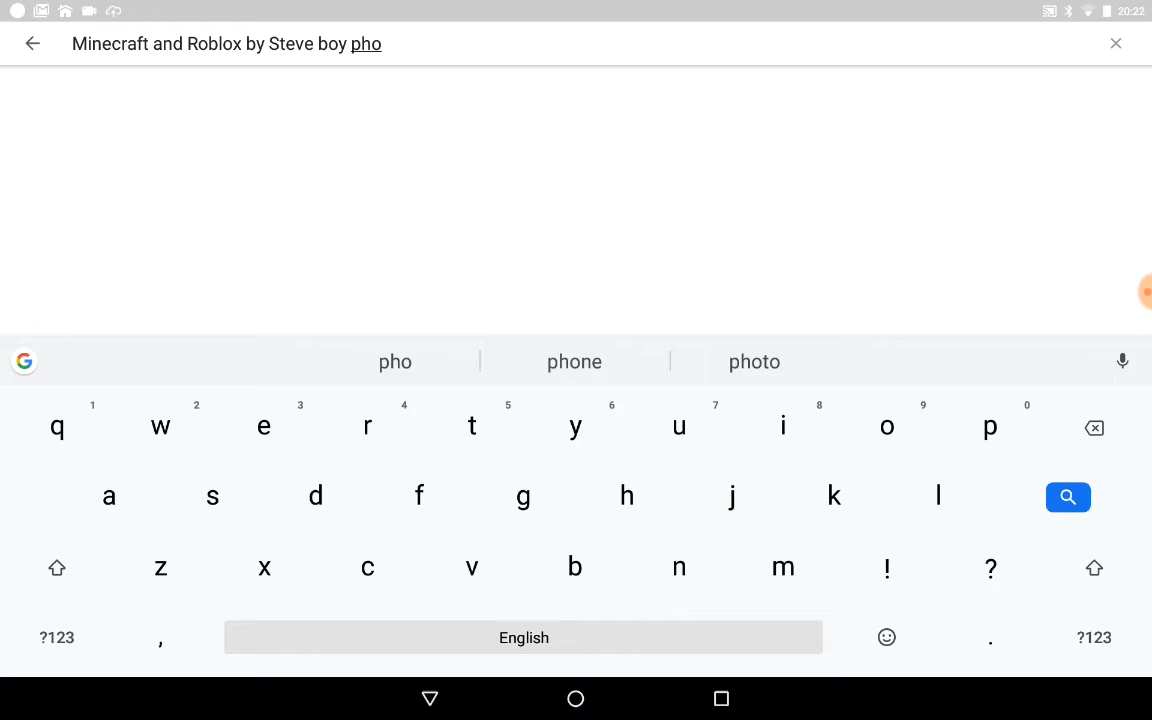 20:22
Minecraft and Roblox by Steve boy pho
pho phone photo
1 2 3 4 5 6 7 8 9 0
q w e r t y u i o p
a s d f g h j k l
z x c v b n m ! ?
?123 , English . ?123